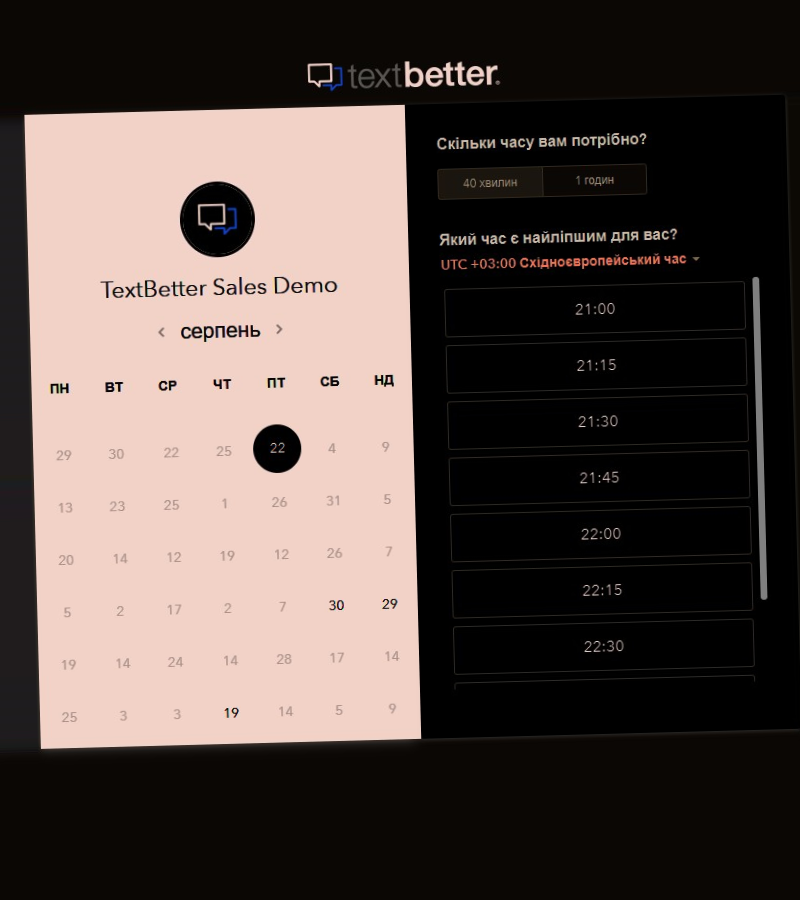 textbetter.
TextBetter Sales Demo
серпень
ПН ВТ СР ЧТ ПТ СБ НД
29 30 22 25 22 4 9
13 23 25 1 26 31 5
20 14 12 19 12 26 7
5 2 17 2 7 30 29
19 14 24 14 28 17 14
25 3 3 19 14 5 9
Скільки часу вам потрібно?
40 хвилин 1 годин
Який час є найліпшим для вас?
UTC +03:00 Східноєвропейський час
21:00
21:15
21:30
21:45
22:00
22:15
22:30